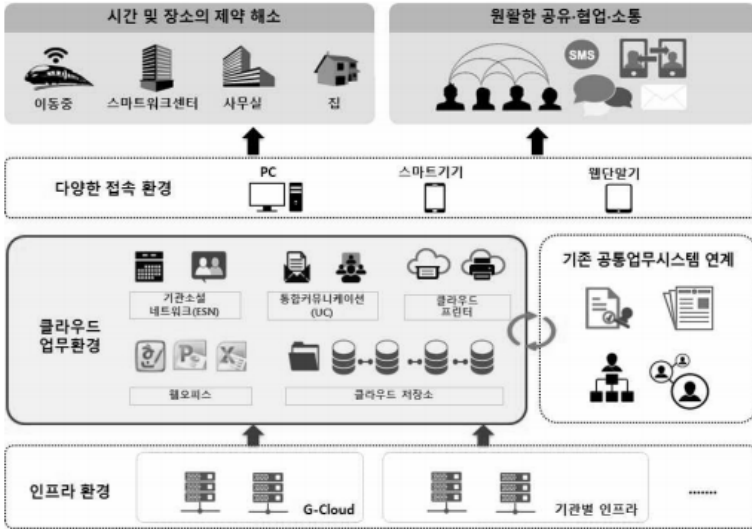 시간 및 장소의 제약 해소
원활한 공유·협업·소통
SMS
이동중
스마트워크센터
사무실
집
다양한 접속 환경
PC
스마트기기
웹단말기
클라우드
업무환경
기관소셜
네트워크(ESN)
통합커뮤니케이션
(UC)
클라우드
프린터
웹오피스
클라우드 저장소
기존 공통업무시스템 연계
인프라 환경
G-Cloud
기관별 인프라
.......